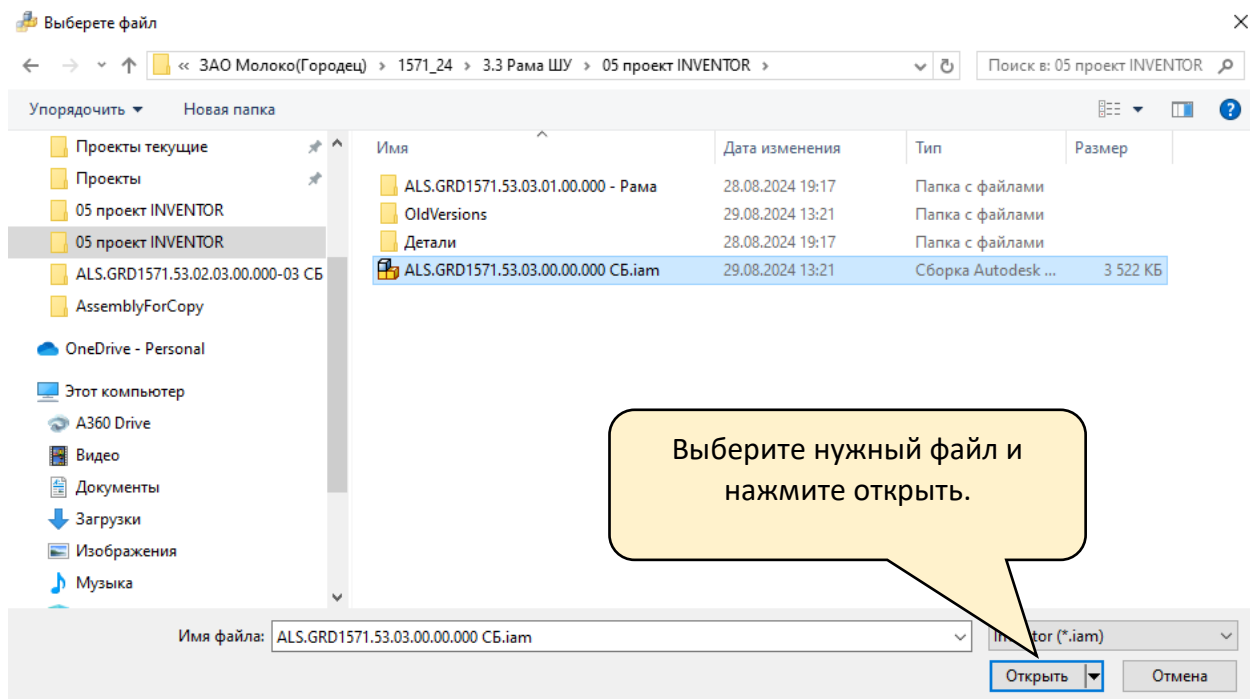 Выберете файл
« ЗАО Молоко(Городец) › 1571_24 › 3.3 Рама ШУ › 05 проект INVENTOR ›
Поиск в: 05 проект INVENTOR
Упорядочить
Новая папка
Имя
Дата изменения
Тип
Размер
Проекты текущие
Проекты
05 проект INVENTOR
05 проект INVENTOR
ALS.GRD1571.53.02.03.00.000-03 СБ
AssemblyForCopy
OneDrive - Personal
Этот компьютер
A360 Drive
Видео
Документы
Загрузки
Изображения
Музыка
ALS.GRD1571.53.03.01.00.000 - Рама 28.08.2024 19:17 Папка с файлами
OldVersions 29.08.2024 13:21 Папка с файлами
Детали 28.08.2024 19:17 Папка с файлами
ALS.GRD1571.53.03.00.00.000 СБ.iam 29.08.2024 13:21 Сборка Autodesk ... 3 522 КБ
Выберите нужный файл и
нажмите открыть.
Имя файла: ALS.GRD1571.53.03.00.00.000 СБ.iam
(*.iam)
Открыть
Отмена